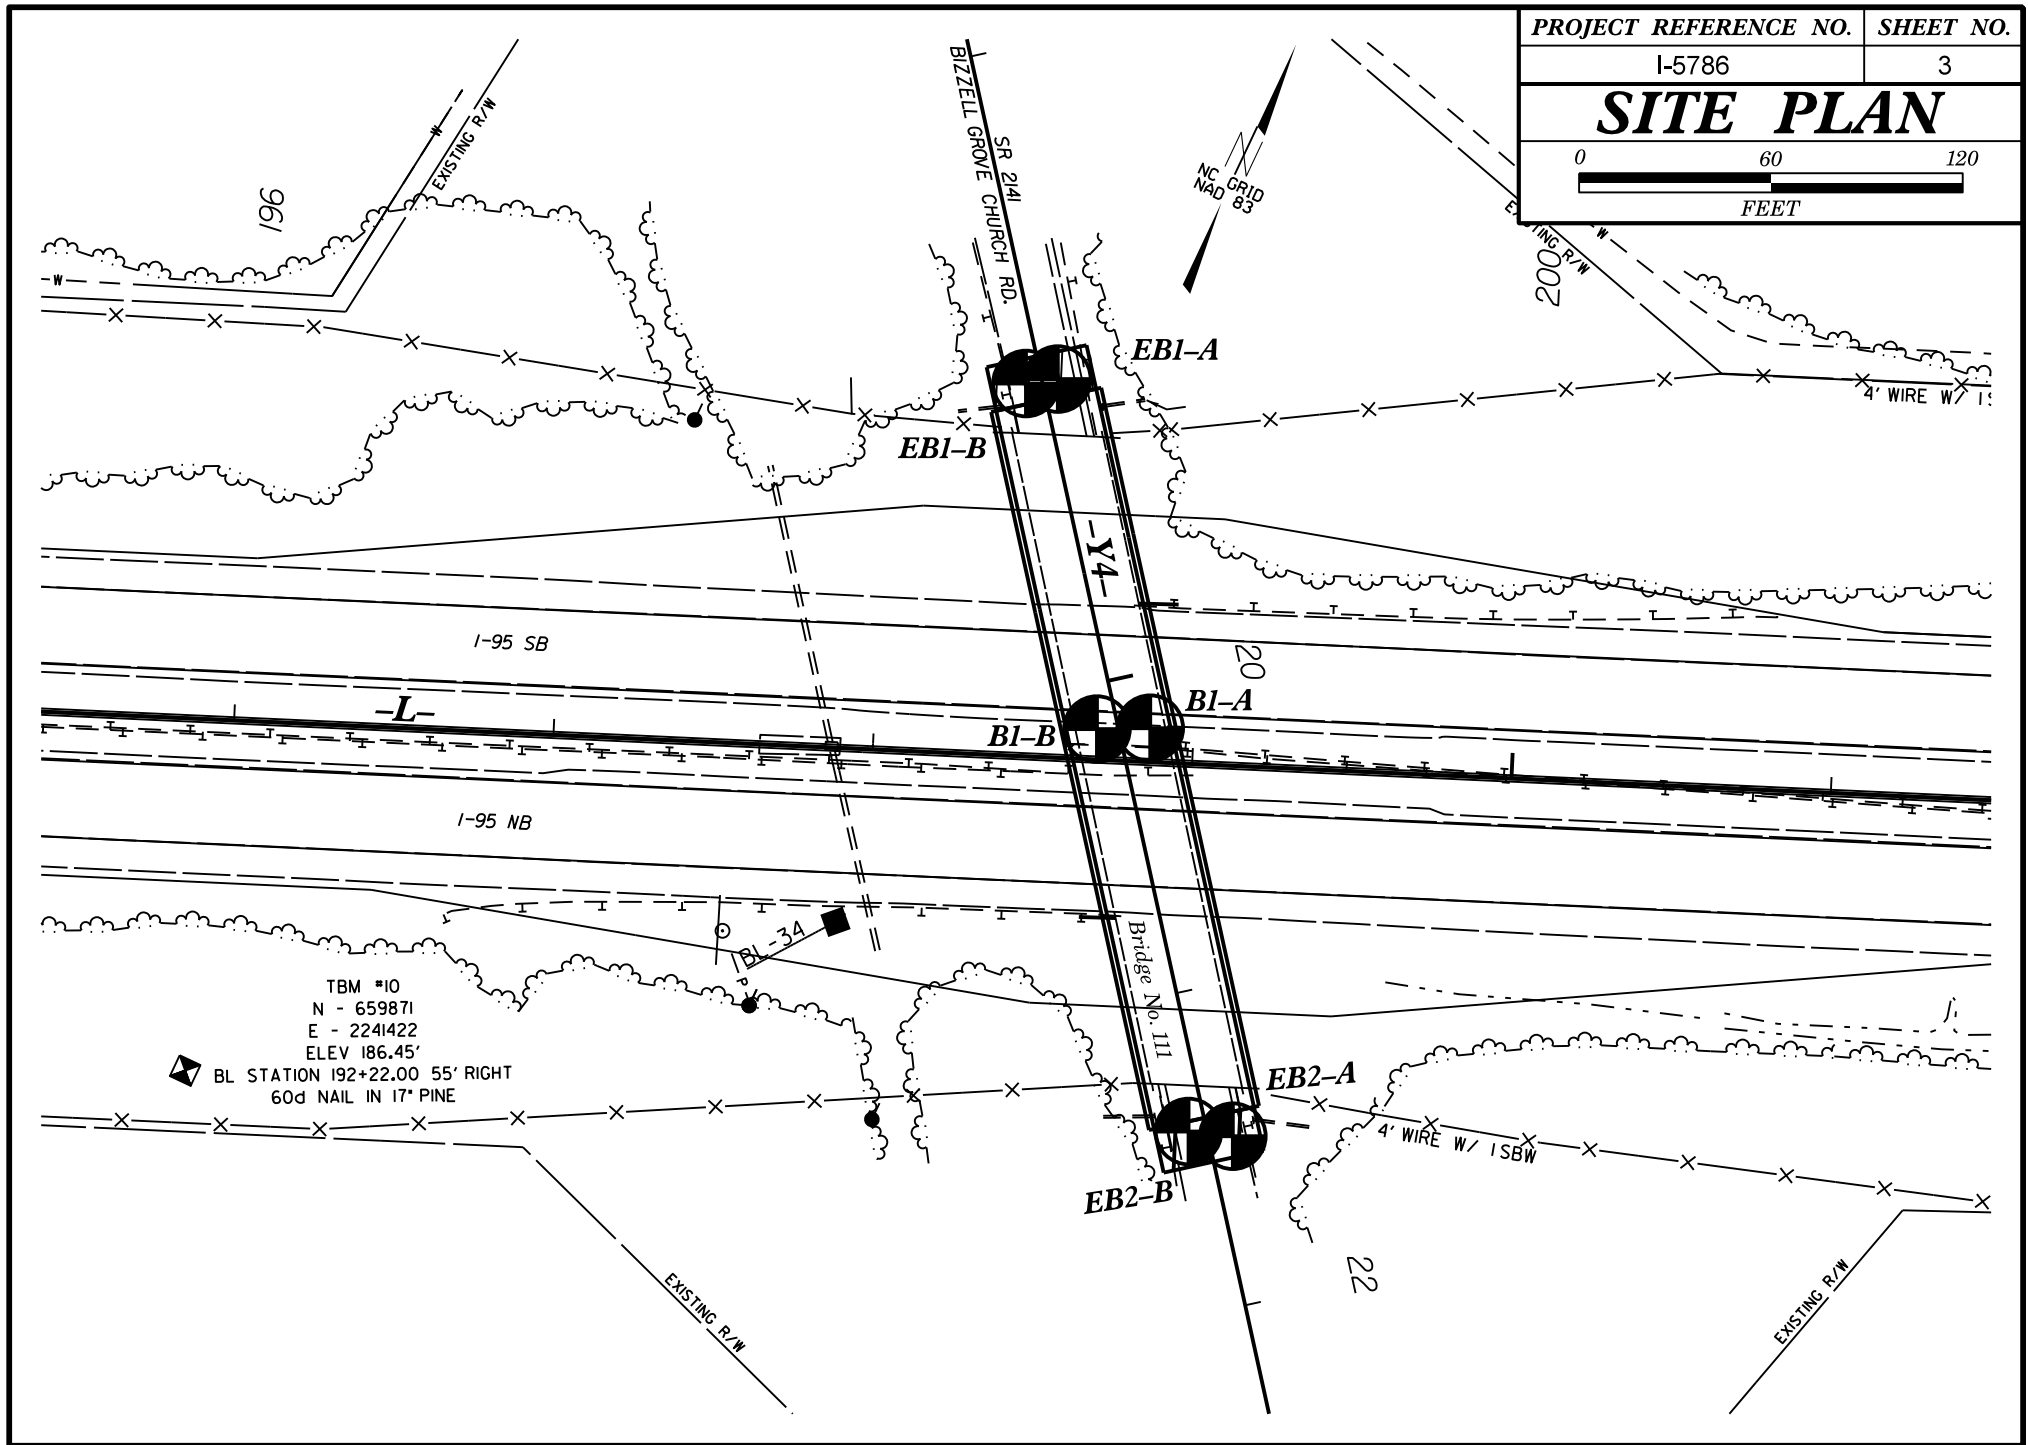 PROJECT REFERENCE NO.
SHEET NO.
I-5786
3
SITE PLAN
0 60 120
FEET
BIZZELL GROVE CHURCH RD.
SR 2141
NC GRID
NAD 83
W
EXISTING R/W
196
W
200
W
R/W
4' WIRE W/
EB1-A
EB1-B
-Y4-
I-95 SB
20
-L-
B1-A
B1-B
I-95 NB
BL-34
P
Bridge No. 111
TBM #10
N - 659871
E - 2241422
ELEV 186.45'
BL STATION 192+22.00 55' RIGHT
60d NAIL IN 17" PINE
EB2-A
4' WIRE W/ 1SBW
EB2-B
22
EXISTING R/W
EXISTING R/W